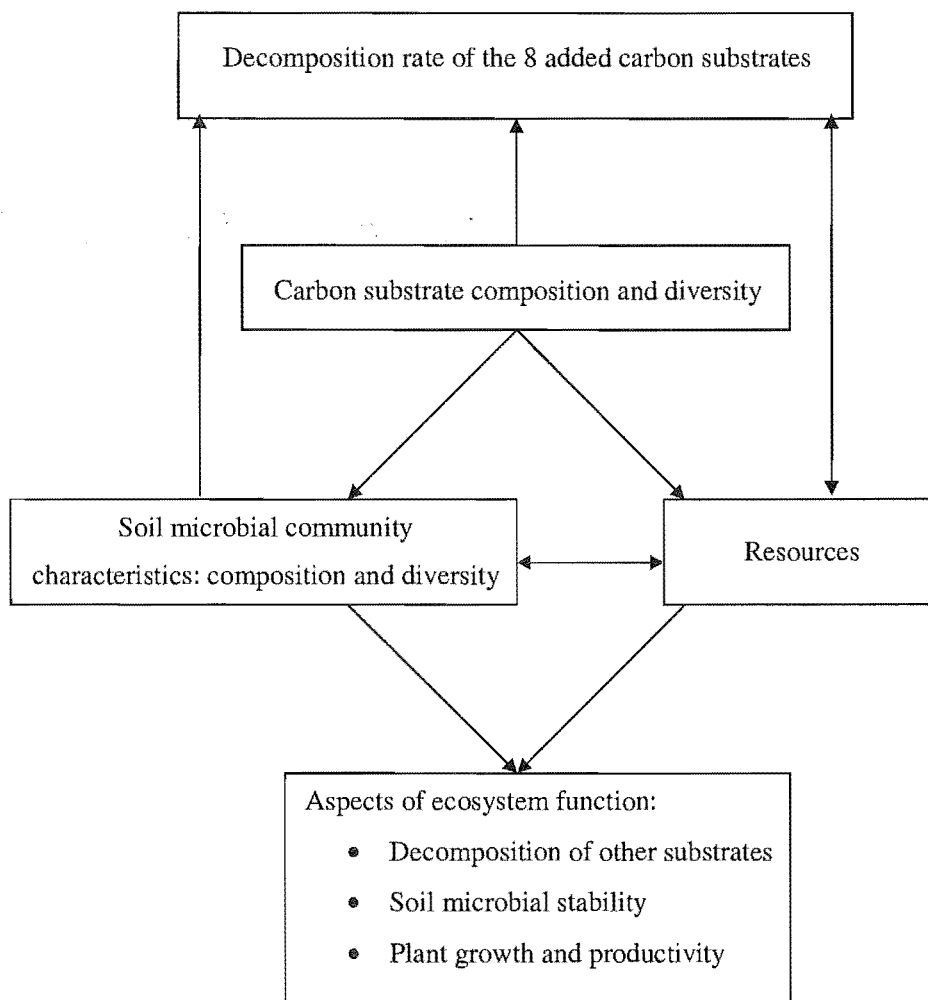 Decomposition rate of the 8 added carbon substrates
Carbon substrate composition and diversity
Soil microbial community
characteristics: composition and diversity
Resources
Aspects of ecosystem function:
• Decomposition of other substrates
• Soil microbial stability
• Plant growth and productivity